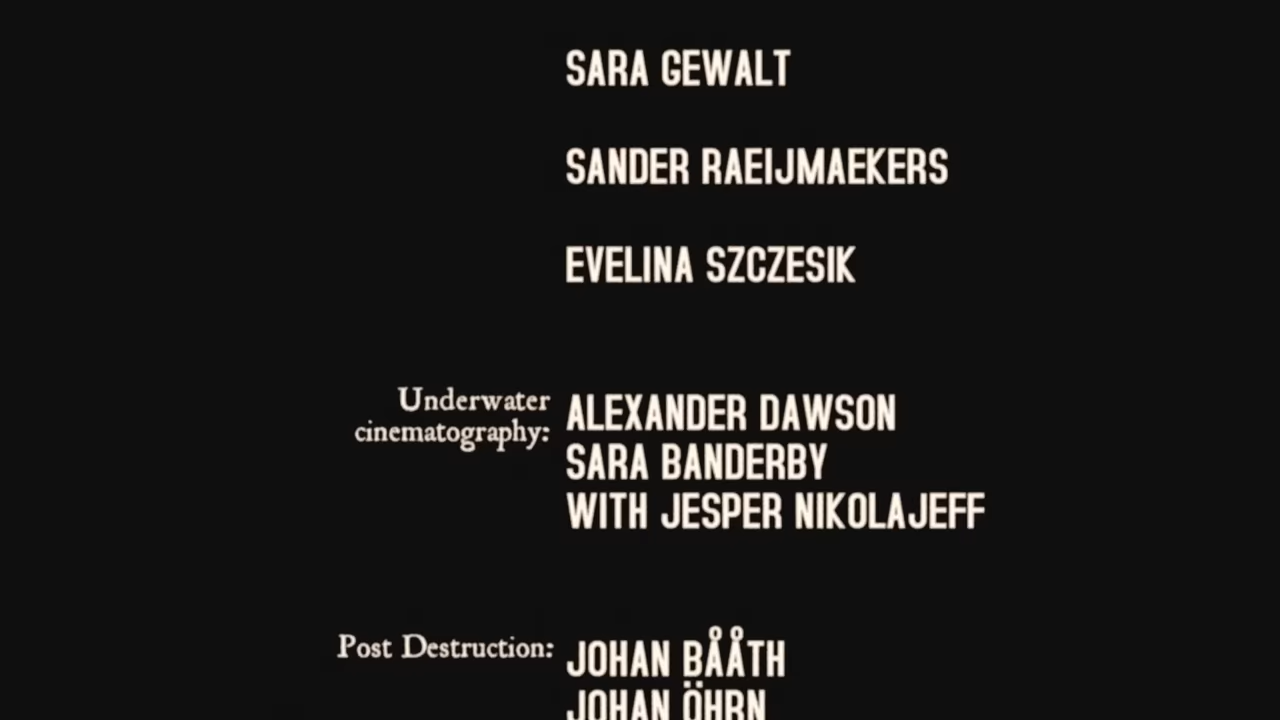 SARA GEWALT
SANDER RAEIJMAEKERS
EVELINA SZCZESIK
Underwater
cinematography:
ALEXANDER DAWSON
SARA BANDERBY
WITH JESPER NIKOLAJEFF
Post Destruction:
JOHAN BÅÅTH
JOHAN ÖHRN